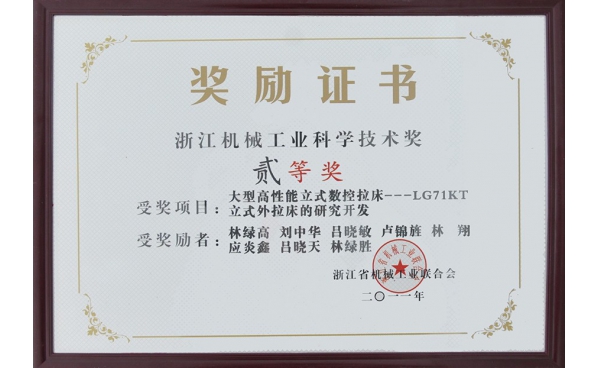 奖励证书
浙江机械工业科学技术奖
贰等奖
受奖项目：大型高性能立式数控拉床---LG71KT
立式外拉床的研究开发
受奖励者：林绿高 刘中华 吕晓敏 卢锦旌 林 翔
应炎鑫 吕晓天 林绿胜
浙江省机械工业联合会
二〇一一年